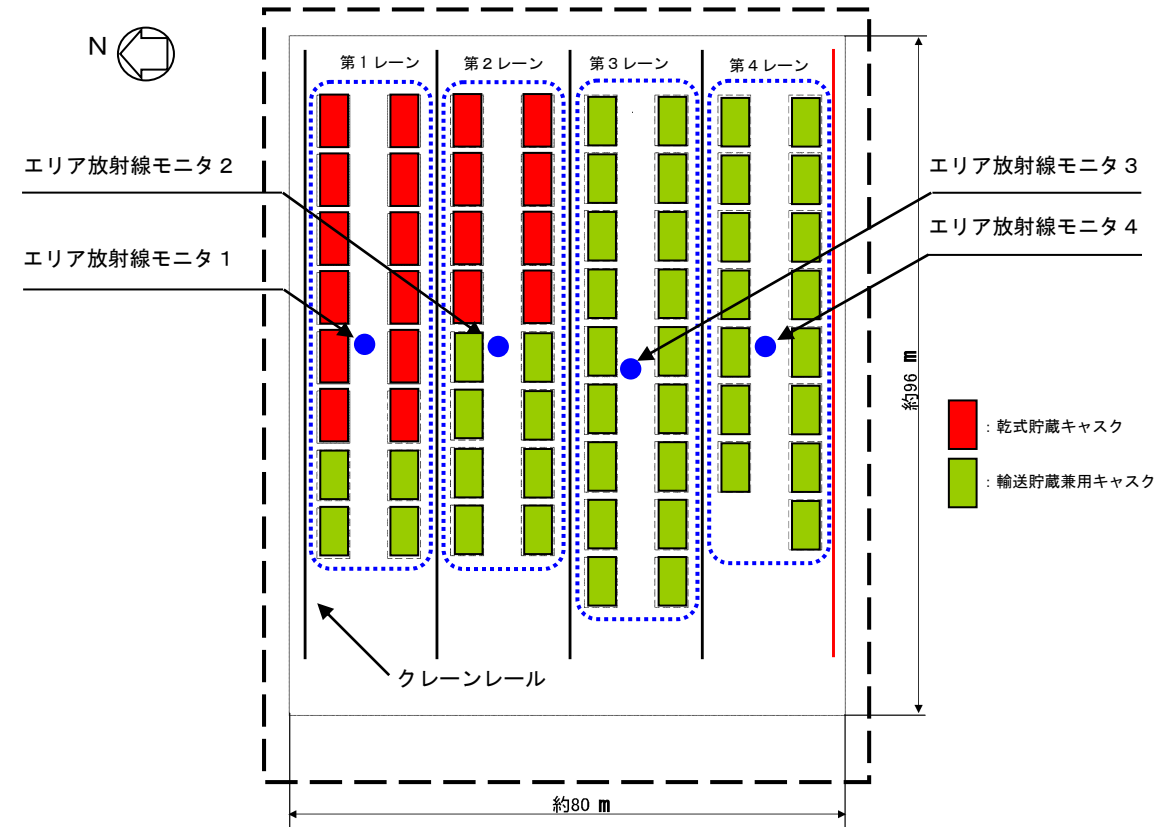 N
第1レーン
第2レーン
第3レーン
第4レーン
エリア放射線モニタ2
エリア放射線モニタ1
エリア放射線モニタ3
エリア放射線モニタ4
約96 m
：乾式貯蔵キャスク
：輸送貯蔵兼用キャスク
クレーンレール
約80 m